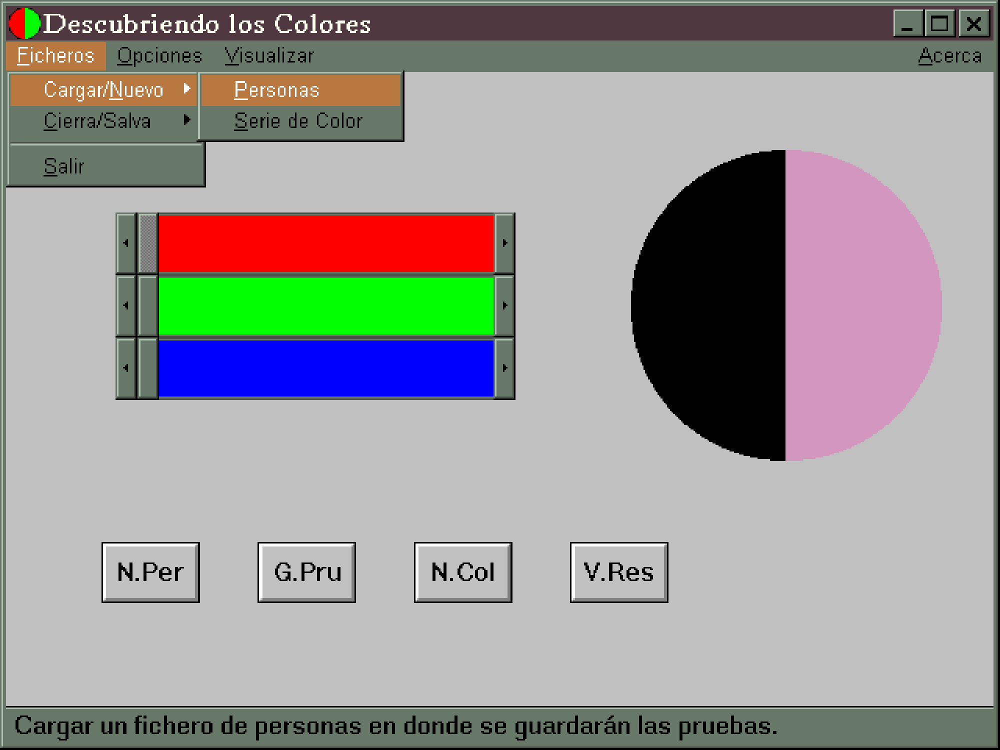 Descubriendo los Colores
Ficheros Opciones Visualizar Acerca
Cargar/Nuevo Personas
Cierra/Salva Serie de Color
Salir
N.Per G.Pru N.Col V.Res
Cargar un fichero de personas en donde se guardarán las pruebas.